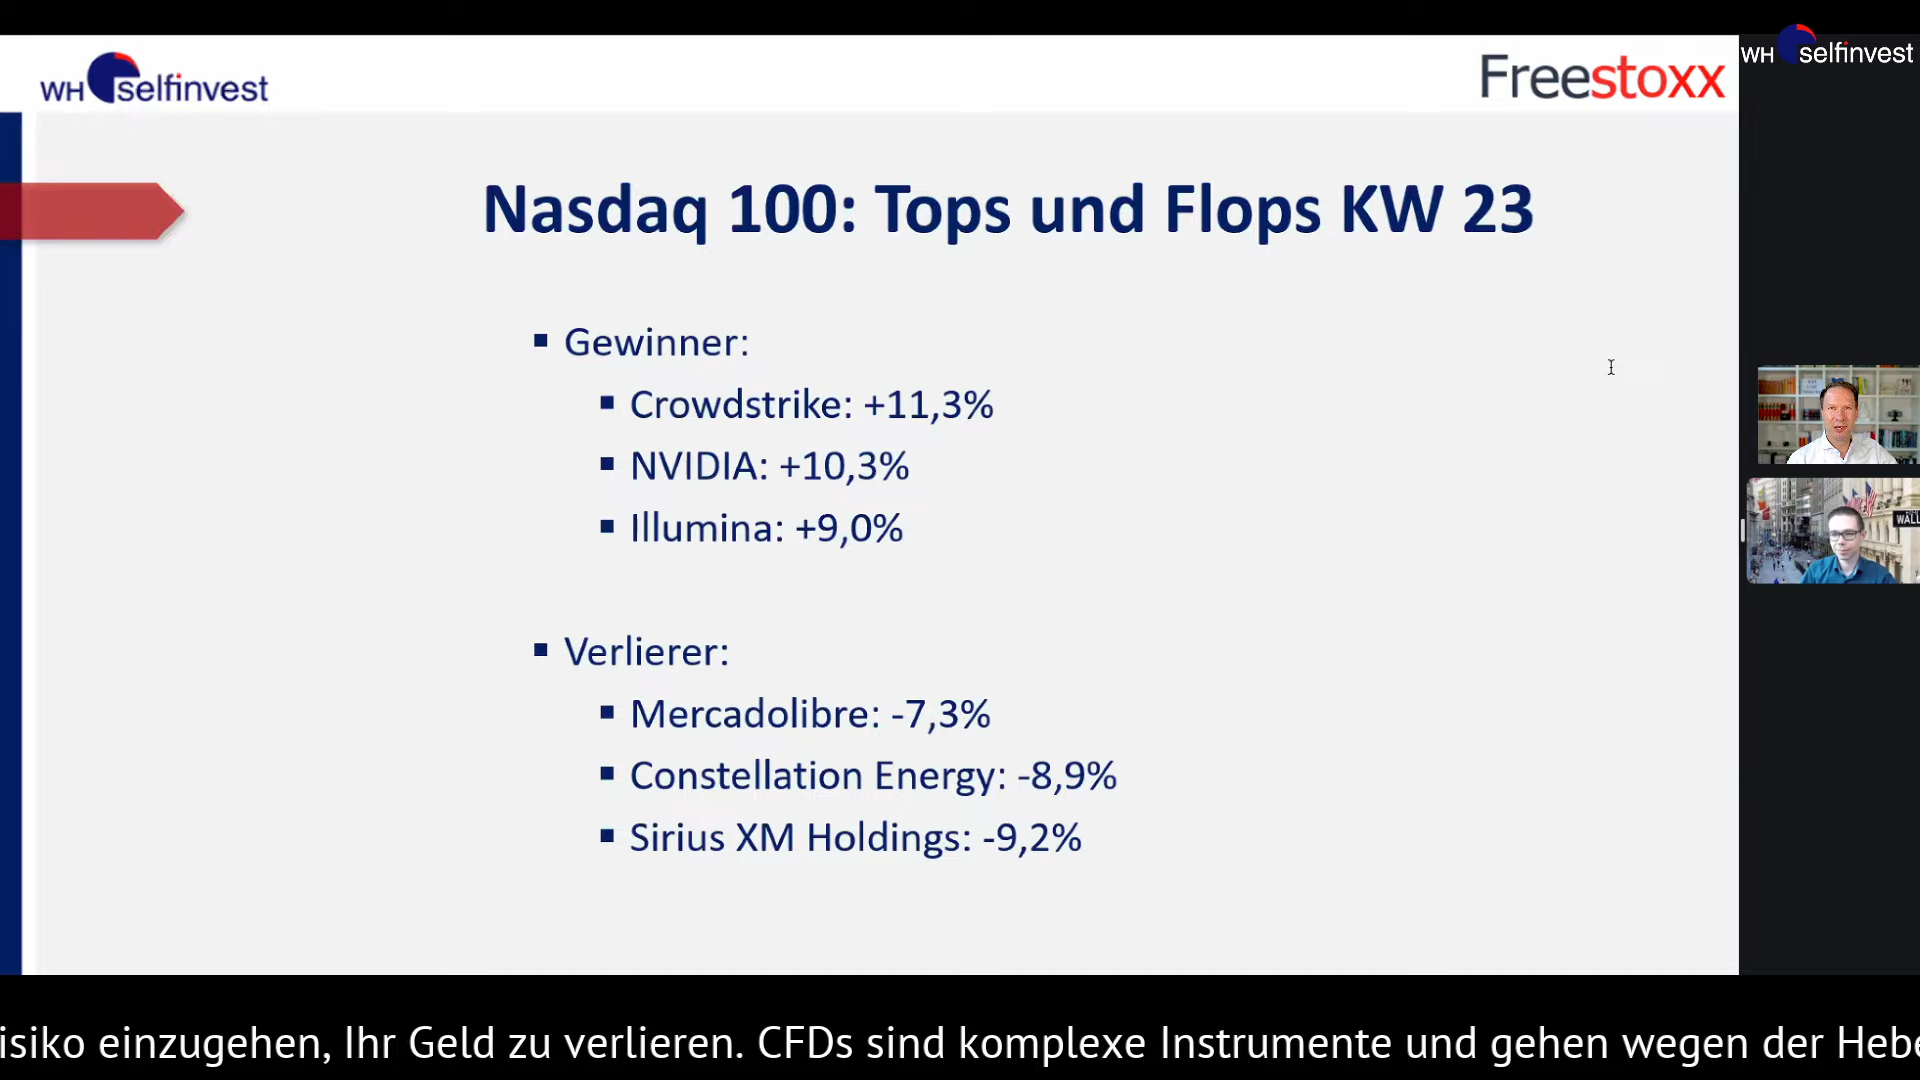 WH selfinvest
Freestoxx
WH selfinvest
Nasdaq 100: Tops und Flops KW 23
▪ Gewinner:
▪ Crowdstrike: +11,3%
▪ NVIDIA: +10,3%
▪ Illumina: +9,0%
WALL
▪ Verlierer:
▪ Mercadolibre: -7,3%
▪ Constellation Energy: -8,9%
▪ Sirius XM Holdings: -9,2%
isiko einzugehen, Ihr Geld zu verlieren. CFDs sind komplexe Instrumente und gehen wegen der Hebe